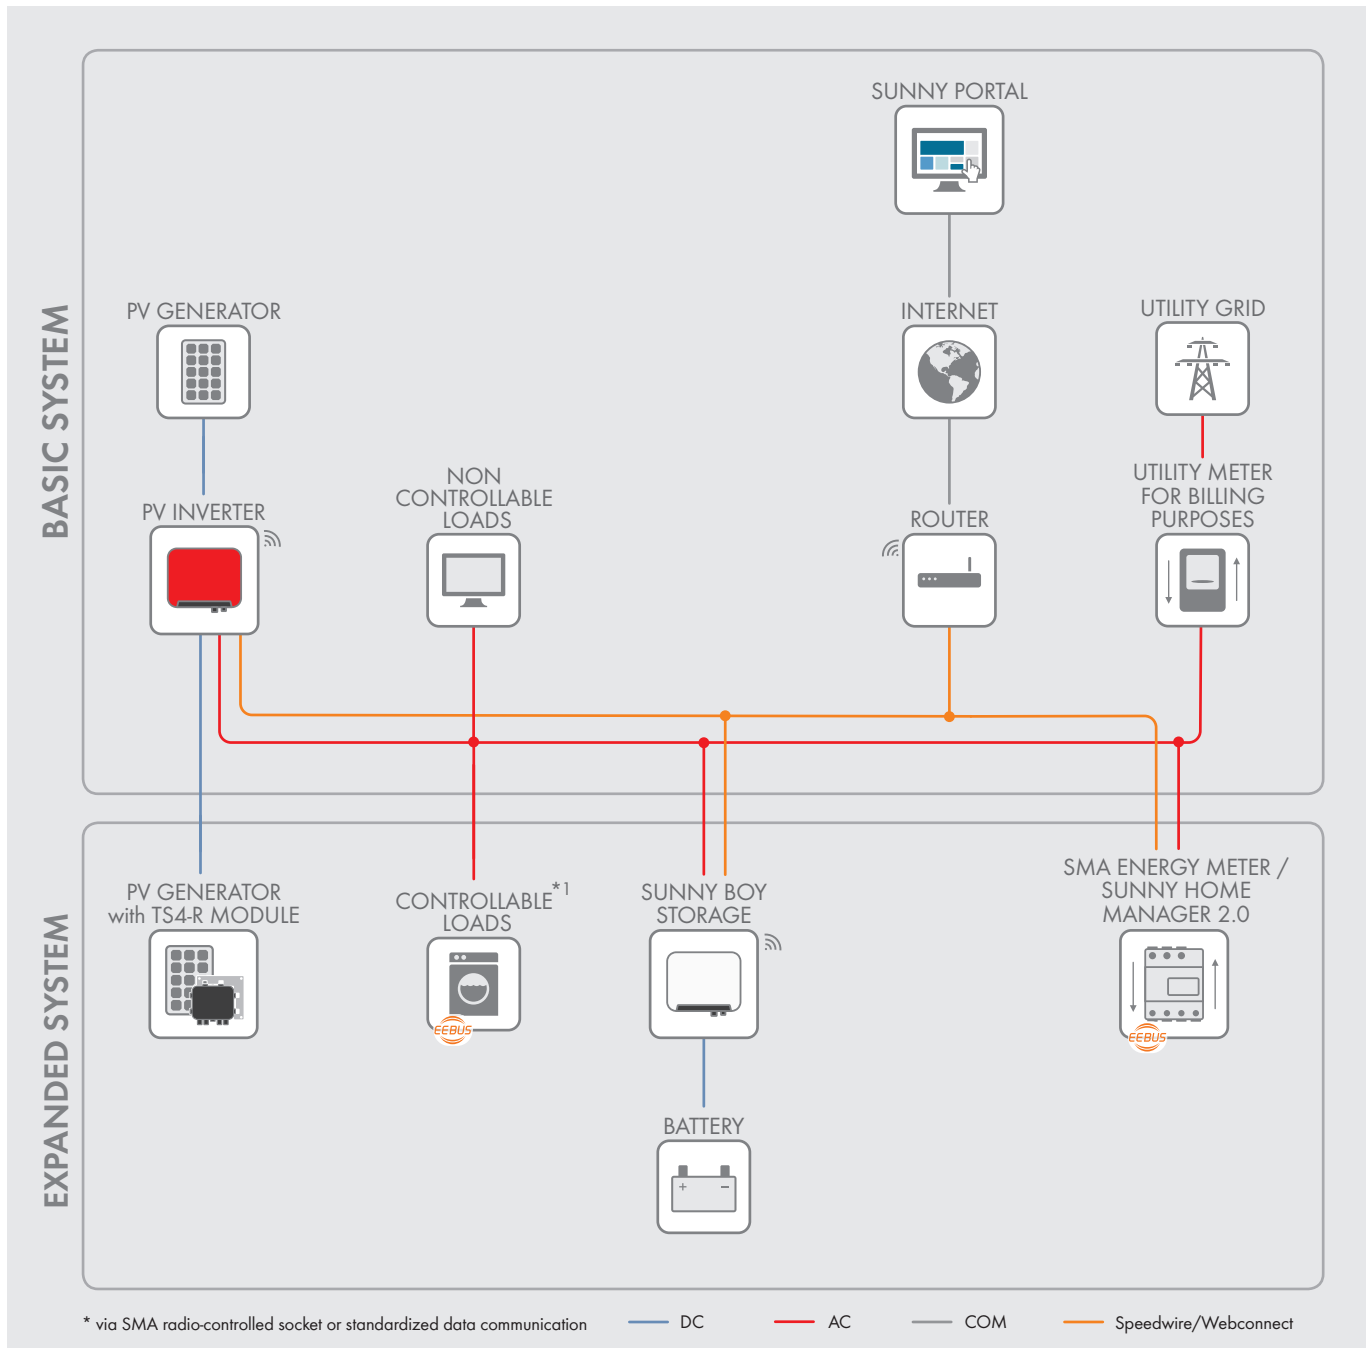 BASIC SYSTEM
SUNNY PORTAL
PV GENERATOR
INTERNET
UTILITY GRID
PV INVERTER
NON
CONTROLLABLE
LOADS
ROUTER
UTILITY METER
FOR BILLING
PURPOSES
EXPANDED SYSTEM
PV GENERATOR
with TS4-R MODULE
CONTROLLABLE*1
LOADS
EEBUS
SUNNY BOY
STORAGE
SMA ENERGY METER /
SUNNY HOME
MANAGER 2.0
EEBUS
BATTERY
+ −
* via SMA radio-controlled socket or standardized data communication
DC
AC
COM
Speedwire/Webconnect